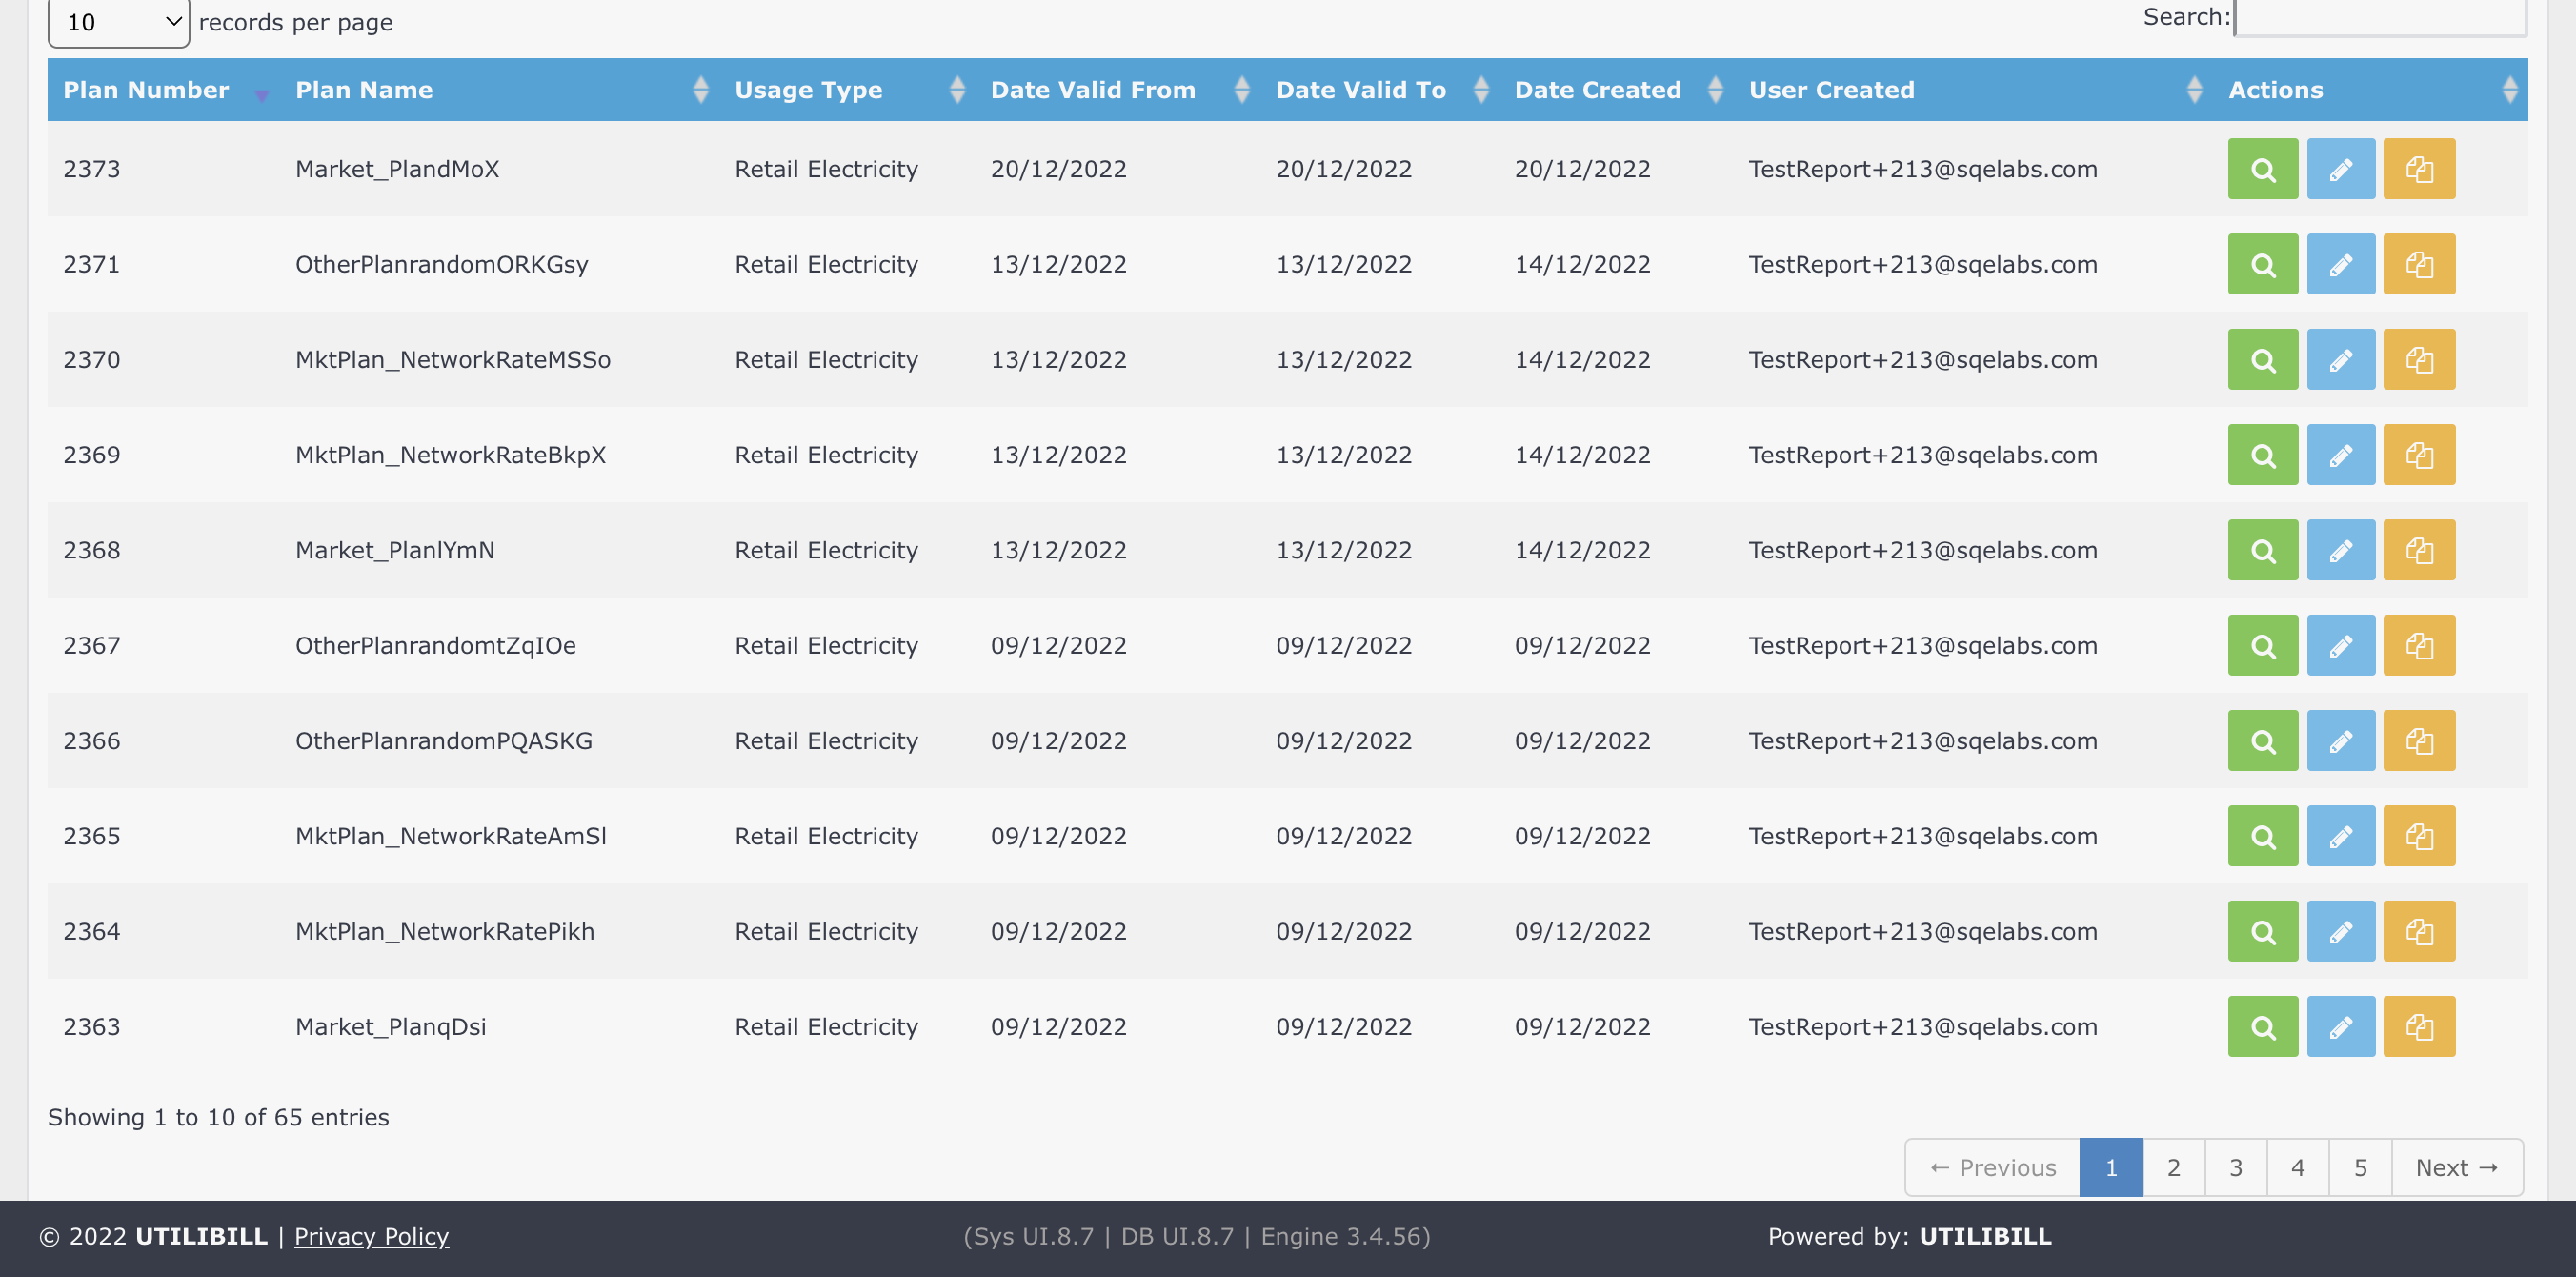 10 records per page Search:
Plan Number Plan Name Usage Type Date Valid From Date Valid To Date Created User Created Actions
2373 Market_PlandMoX Retail Electricity 20/12/2022 20/12/2022 20/12/2022 TestReport+213@sqelabs.com
2371 OtherPlanrandomORKGsy Retail Electricity 13/12/2022 13/12/2022 14/12/2022 TestReport+213@sqelabs.com
2370 MktPlan_NetworkRateMSSo Retail Electricity 13/12/2022 13/12/2022 14/12/2022 TestReport+213@sqelabs.com
2369 MktPlan_NetworkRateBkpX Retail Electricity 13/12/2022 13/12/2022 14/12/2022 TestReport+213@sqelabs.com
2368 Market_PlanlYmN Retail Electricity 13/12/2022 13/12/2022 14/12/2022 TestReport+213@sqelabs.com
2367 OtherPlanrandomtZqIOe Retail Electricity 09/12/2022 09/12/2022 09/12/2022 TestReport+213@sqelabs.com
2366 OtherPlanrandomPQASKG Retail Electricity 09/12/2022 09/12/2022 09/12/2022 TestReport+213@sqelabs.com
2365 MktPlan_NetworkRateAmSl Retail Electricity 09/12/2022 09/12/2022 09/12/2022 TestReport+213@sqelabs.com
2364 MktPlan_NetworkRatePikh Retail Electricity 09/12/2022 09/12/2022 09/12/2022 TestReport+213@sqelabs.com
2363 Market_PlanqDsi Retail Electricity 09/12/2022 09/12/2022 09/12/2022 TestReport+213@sqelabs.com
Showing 1 to 10 of 65 entries
← Previous 1 2 3 4 5 Next →
© 2022 UTILIBILL | Privacy Policy (Sys UI.8.7 | DB UI.8.7 | Engine 3.4.56) Powered by: UTILIBILL